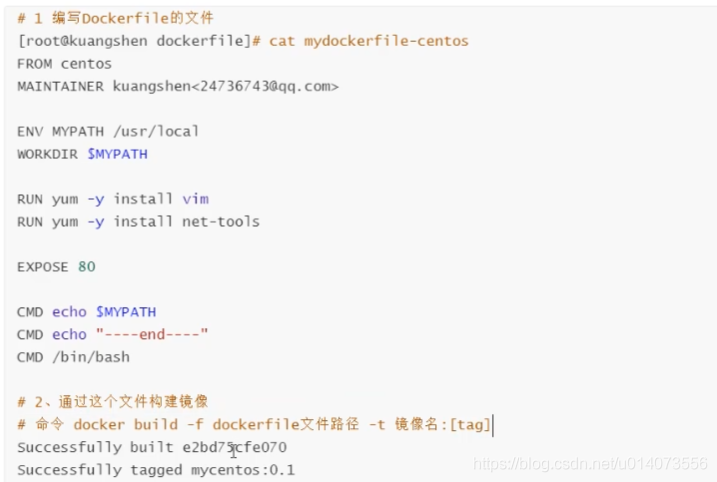 # 1 编写Dockerfile的文件
[root@kuangshen dockerfile]# cat mydockerfile-centos
FROM centos
MAINTAINER kuangshen<24736743@qq.com>
ENV MYPATH /usr/local
WORKDIR $MYPATH
RUN yum -y install vim
RUN yum -y install net-tools
EXPOSE 80
CMD echo $MYPATH
CMD echo "----end----"
CMD /bin/bash
# 2、通过这个文件构建镜像
# 命令 docker build -f dockerfile文件路径 -t 镜像名:[tag]
Successfully built e2bd75cfe070
Successfully tagged mycentos:0.1
https://blog.csdn.net/u014073556